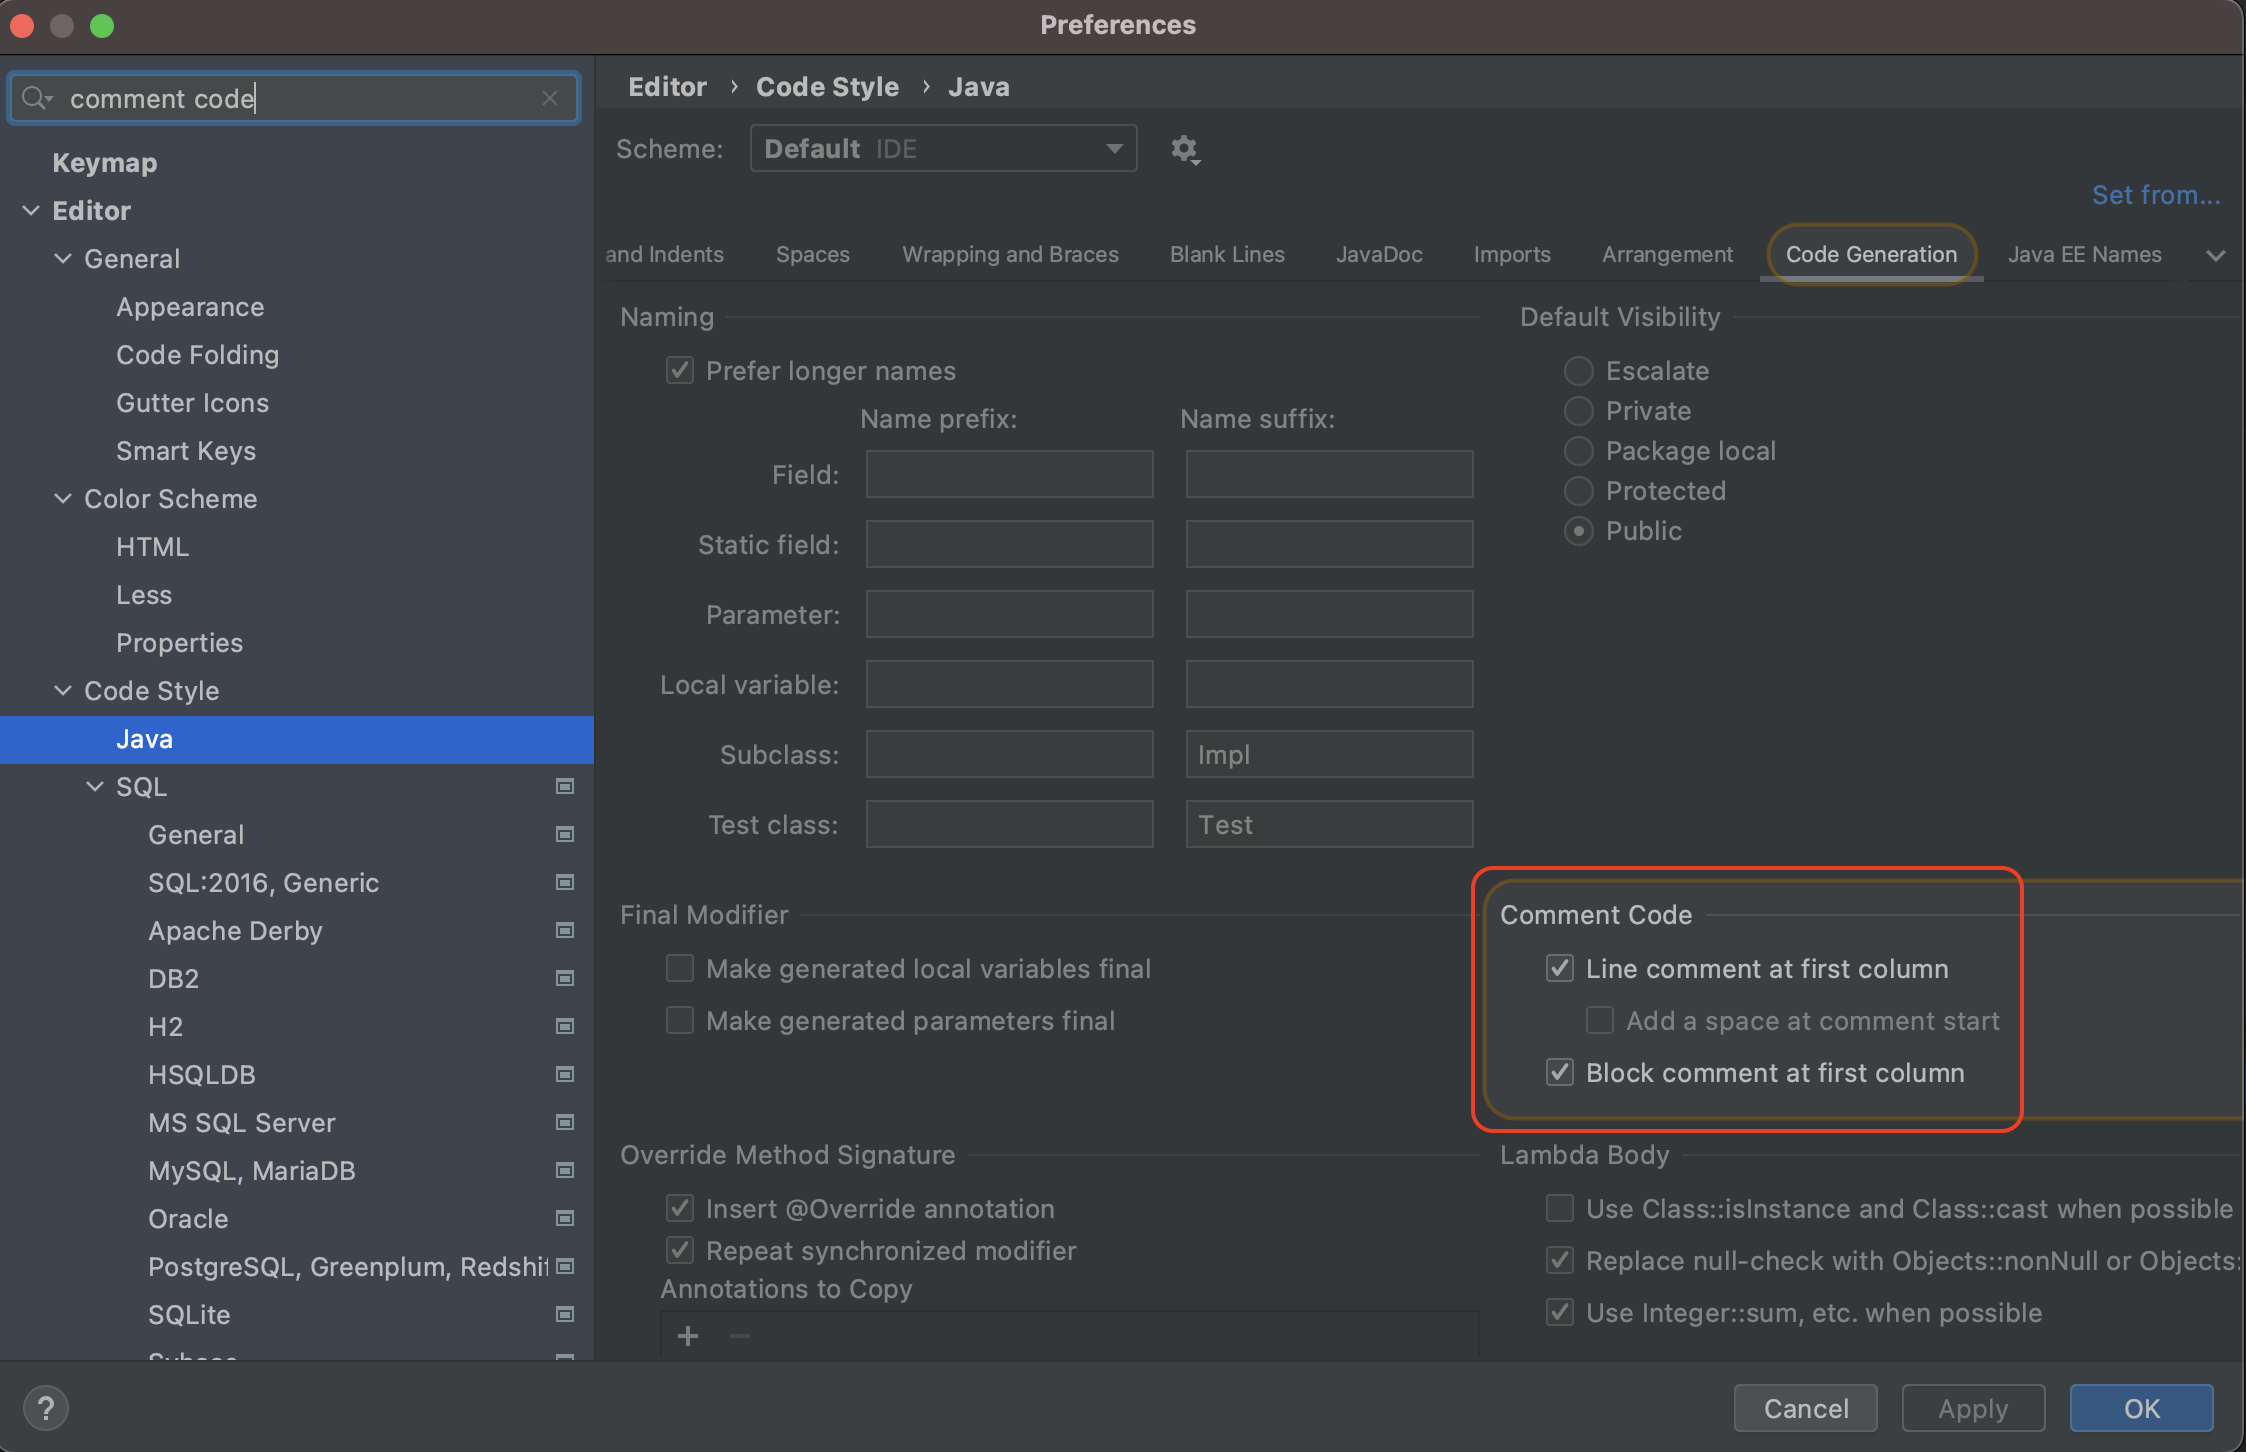 Preferences
comment code
Keymap
Editor
General
Appearance
Code Folding
Gutter Icons
Smart Keys
Color Scheme
HTML
Less
Properties
Code Style
Java
SQL
General
SQL:2016, Generic
Apache Derby
DB2
H2
HSQLDB
MS SQL Server
MySQL, MariaDB
Oracle
PostgreSQL, Greenplum, Redshif
SQLite
Editor › Code Style › Java
Scheme: Default IDE
Set from...
and Indents Spaces Wrapping and Braces Blank Lines JavaDoc Imports Arrangement Code Generation Java EE Names
Naming
Prefer longer names
Name prefix: Name suffix:
Field:
Static field:
Parameter:
Local variable:
Subclass: Impl
Test class: Test
Default Visibility
Escalate
Private
Package local
Protected
Public
Final Modifier
Make generated local variables final
Make generated parameters final
Comment Code
Line comment at first column
Add a space at comment start
Block comment at first column
Override Method Signature
Insert @Override annotation
Repeat synchronized modifier
Annotations to Copy
Lambda Body
Use Class::isInstance and Class::cast when possible
Replace null-check with Objects::nonNull or Objects:
Use Integer::sum, etc. when possible
?
Cancel Apply OK